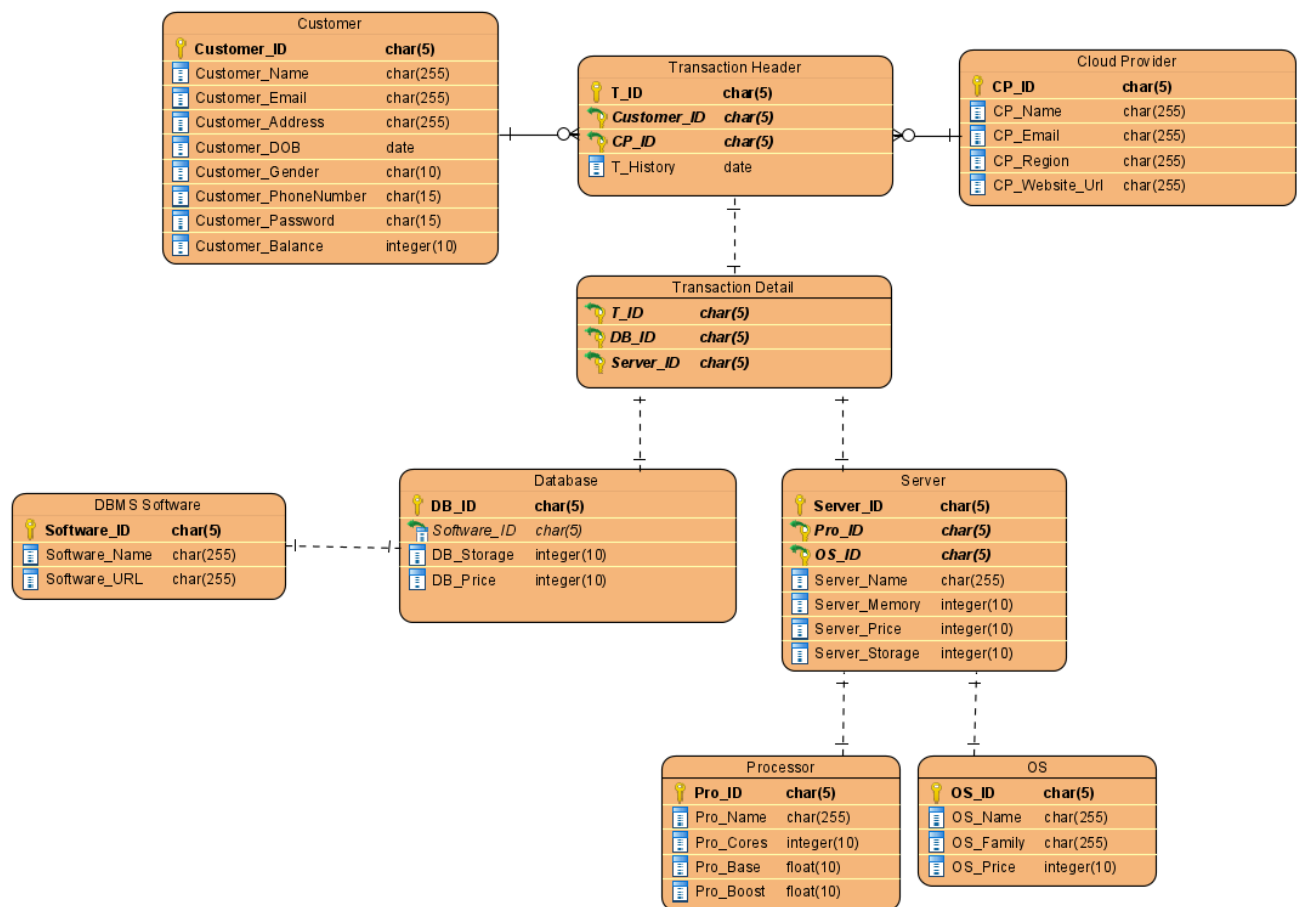 Customer
Customer_ID char(5)
Customer_Name char(255)
Customer_Email char(255)
Customer_Address char(255)
Customer_DOB date
Customer_Gender char(10)
Customer_PhoneNumber char(15)
Customer_Password char(15)
Customer_Balance integer(10)
Transaction Header
T_ID char(5)
Customer_ID char(5)
CP_ID char(5)
T_History date
Cloud Provider
CP_ID char(5)
CP_Name char(255)
CP_Email char(255)
CP_Region char(255)
CP_Website_Url char(255)
Transaction Detail
T_ID char(5)
DB_ID char(5)
Server_ID char(5)
DBMS Software
Software_ID char(5)
Software_Name char(255)
Software_URL char(255)
Database
DB_ID char(5)
Software_ID char(5)
DB_Storage integer(10)
DB_Price integer(10)
Server
Server_ID char(5)
Pro_ID char(5)
OS_ID char(5)
Server_Name char(255)
Server_Memory integer(10)
Server_Price integer(10)
Server_Storage integer(10)
Processor
Pro_ID char(5)
Pro_Name char(255)
Pro_Cores integer(10)
Pro_Base float(10)
Pro_Boost float(10)
OS
OS_ID char(5)
OS_Name char(255)
OS_Family char(255)
OS_Price integer(10)